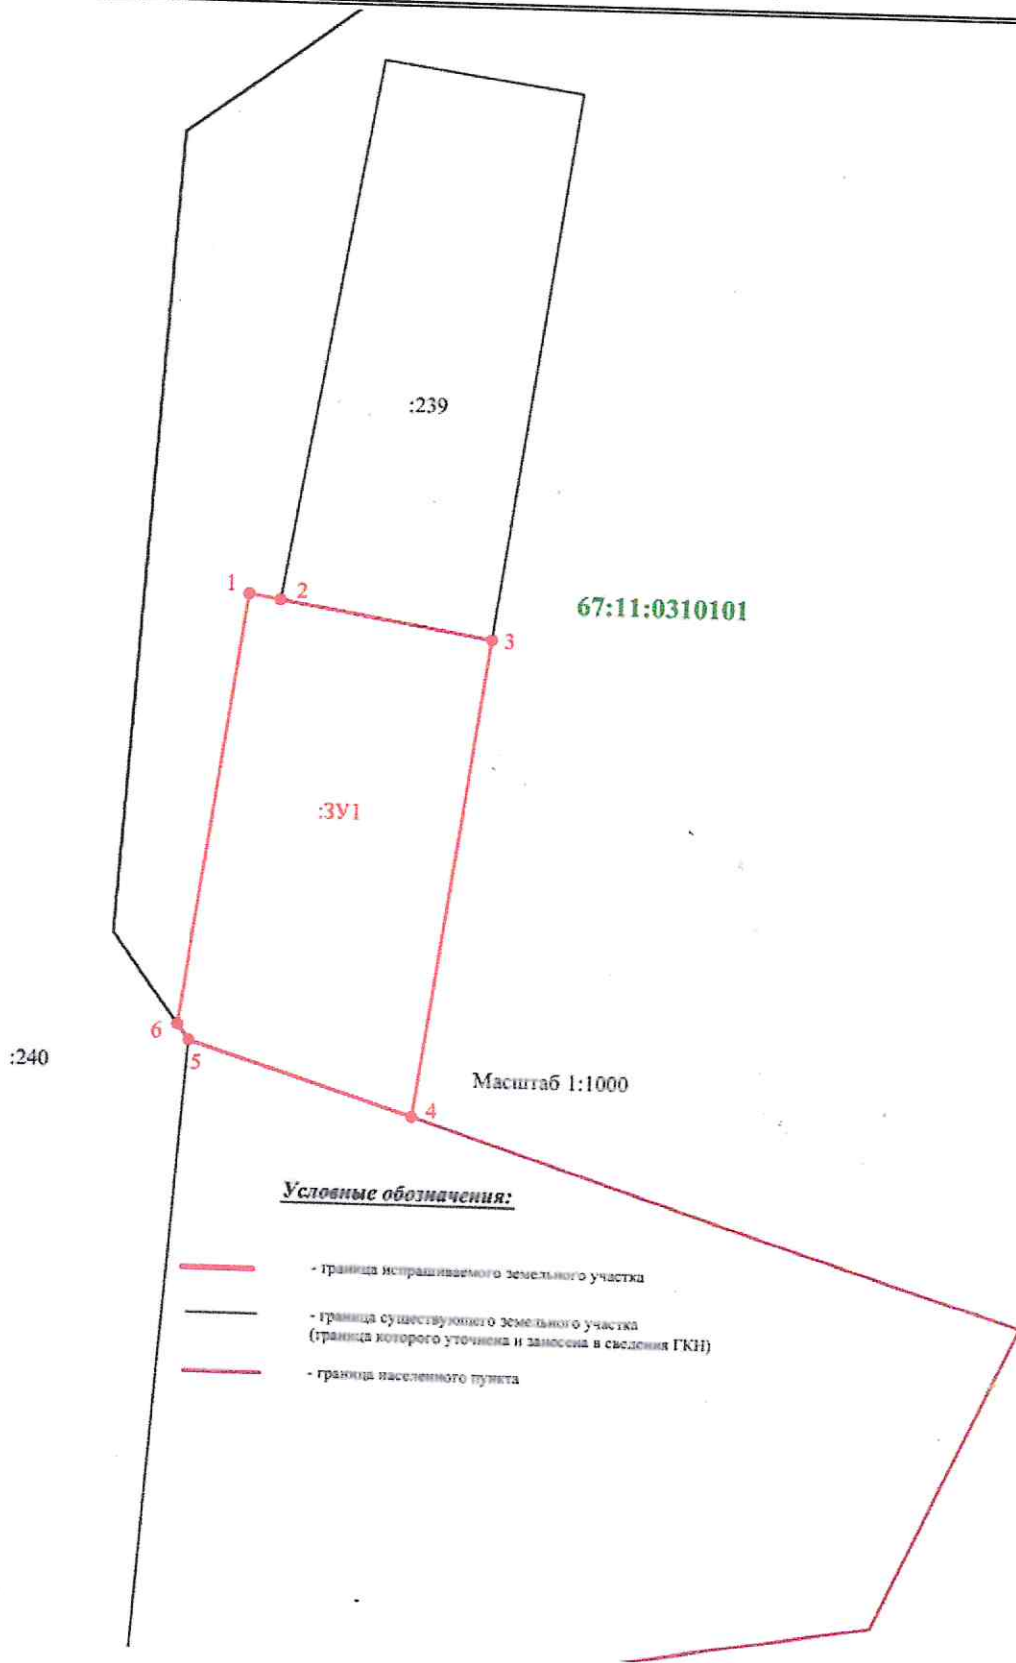 :239
1
2
67:11:0310101
3
:ЗУ1
6
:240
5
Масштаб 1:1000
4
Условные обозначения:
- граница испрашиваемого земельного участка
- граница существующего земельного участка
(граница которого уточнена и занесена в сведения ГКН)
- граница населенного пункта